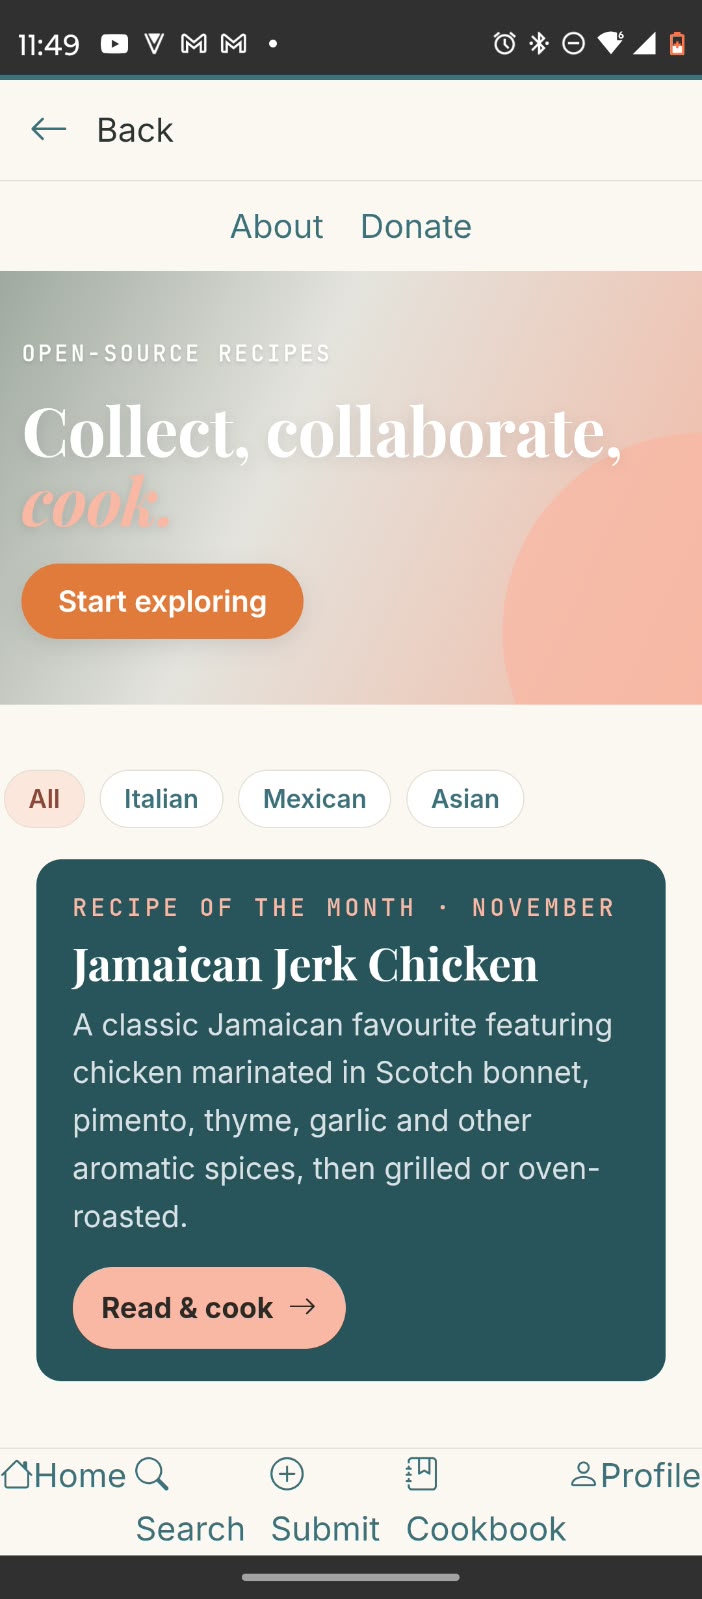 11:49
Back
About Donate
OPEN-SOURCE RECIPES
Collect, collaborate,
cook.
Start exploring
All Italian Mexican Asian
RECIPE OF THE MONTH · NOVEMBER
Jamaican Jerk Chicken
A classic Jamaican favourite featuring
chicken marinated in Scotch bonnet,
pimento, thyme, garlic and other
aromatic spices, then grilled or oven-
roasted.
Read & cook →
Home Search Submit Cookbook Profile